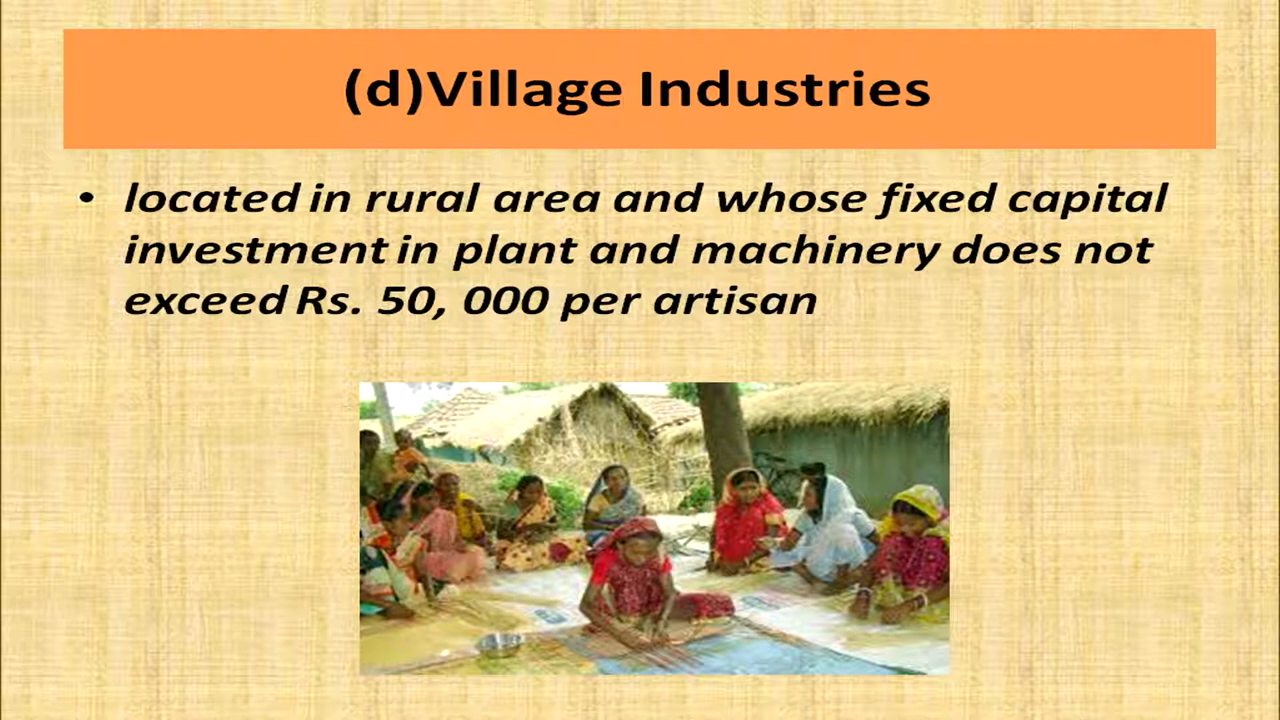 (d)Village Industries
• located in rural area and whose fixed capital
investment in plant and machinery does not
exceed Rs. 50, 000 per artisan